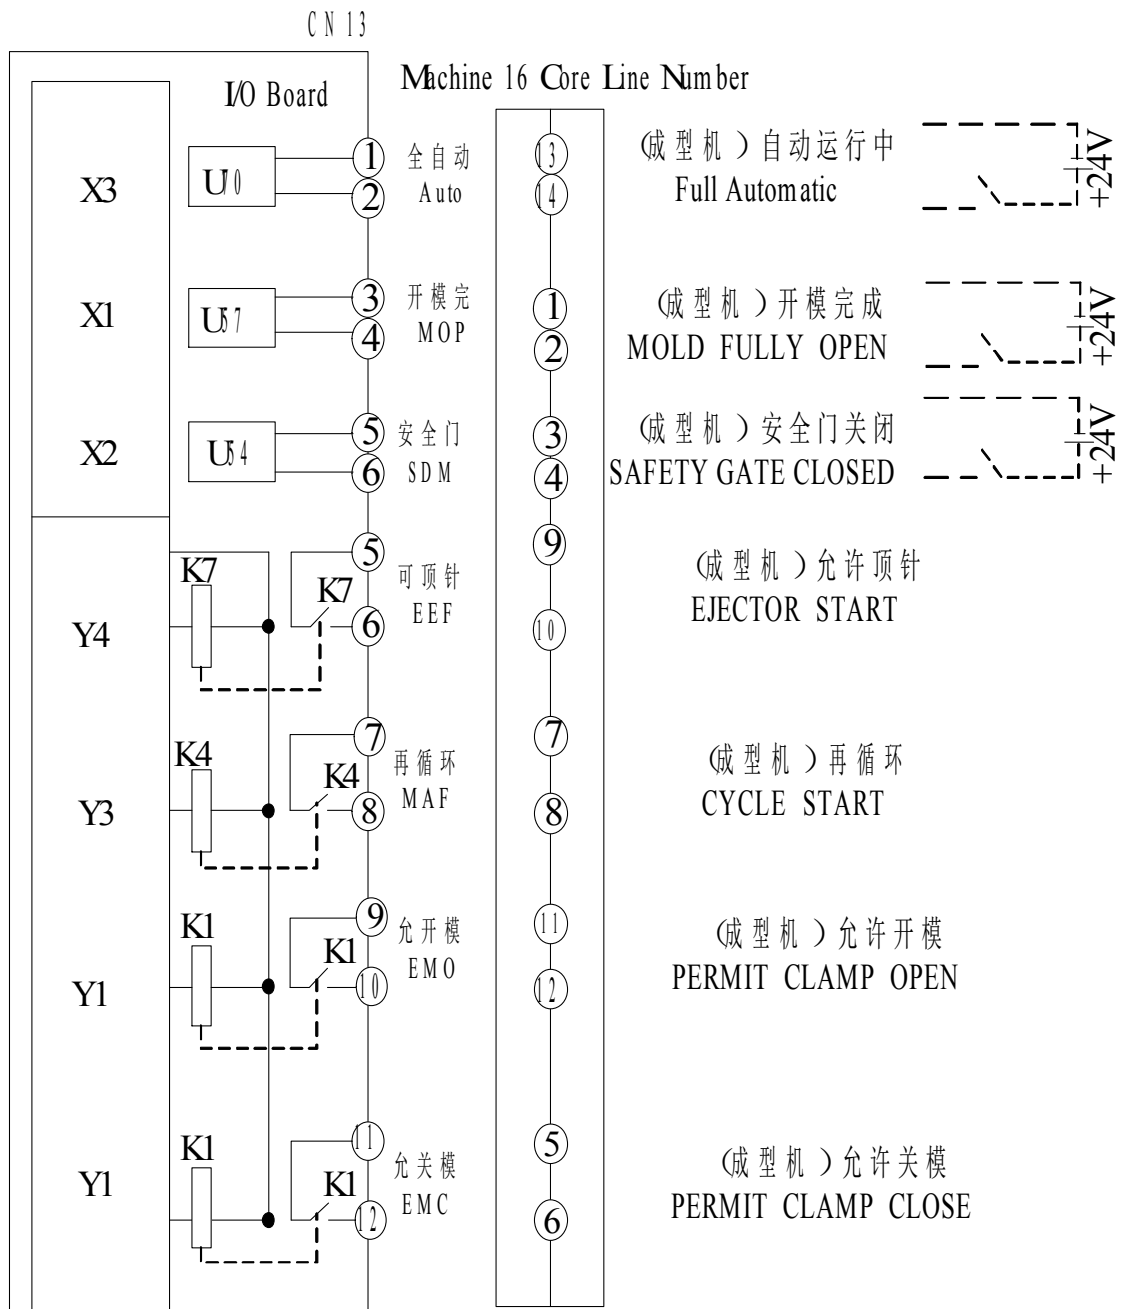 CN13
I/O Board
Machine 16 Core Line Number
X3
U70
1
2
全自动
Auto
13
14
(成型机)自动运行中
Full Automatic
+24V
X1
U57
3
4
开模完
MOP
1
2
(成型机)开模完成
MOLD FULLY OPEN
+24V
X2
U54
5
6
安全门
SDM
3
4
(成型机)安全门关闭
SAFETY GATE CLOSED
+24V
Y4
K7
K7
5
6
可顶针
EEF
9
10
(成型机)允许顶针
EJECTOR START
Y3
K4
K4
7
8
再循环
MAF
7
8
(成型机)再循环
CYCLE START
Y1
K1
K1
9
10
允开模
EMO
11
12
(成型机)允许开模
PERMIT CLAMP OPEN
Y1
K1
K1
11
12
允关模
EMC
5
6
(成型机)允许关模
PERMIT CLAMP CLOSE